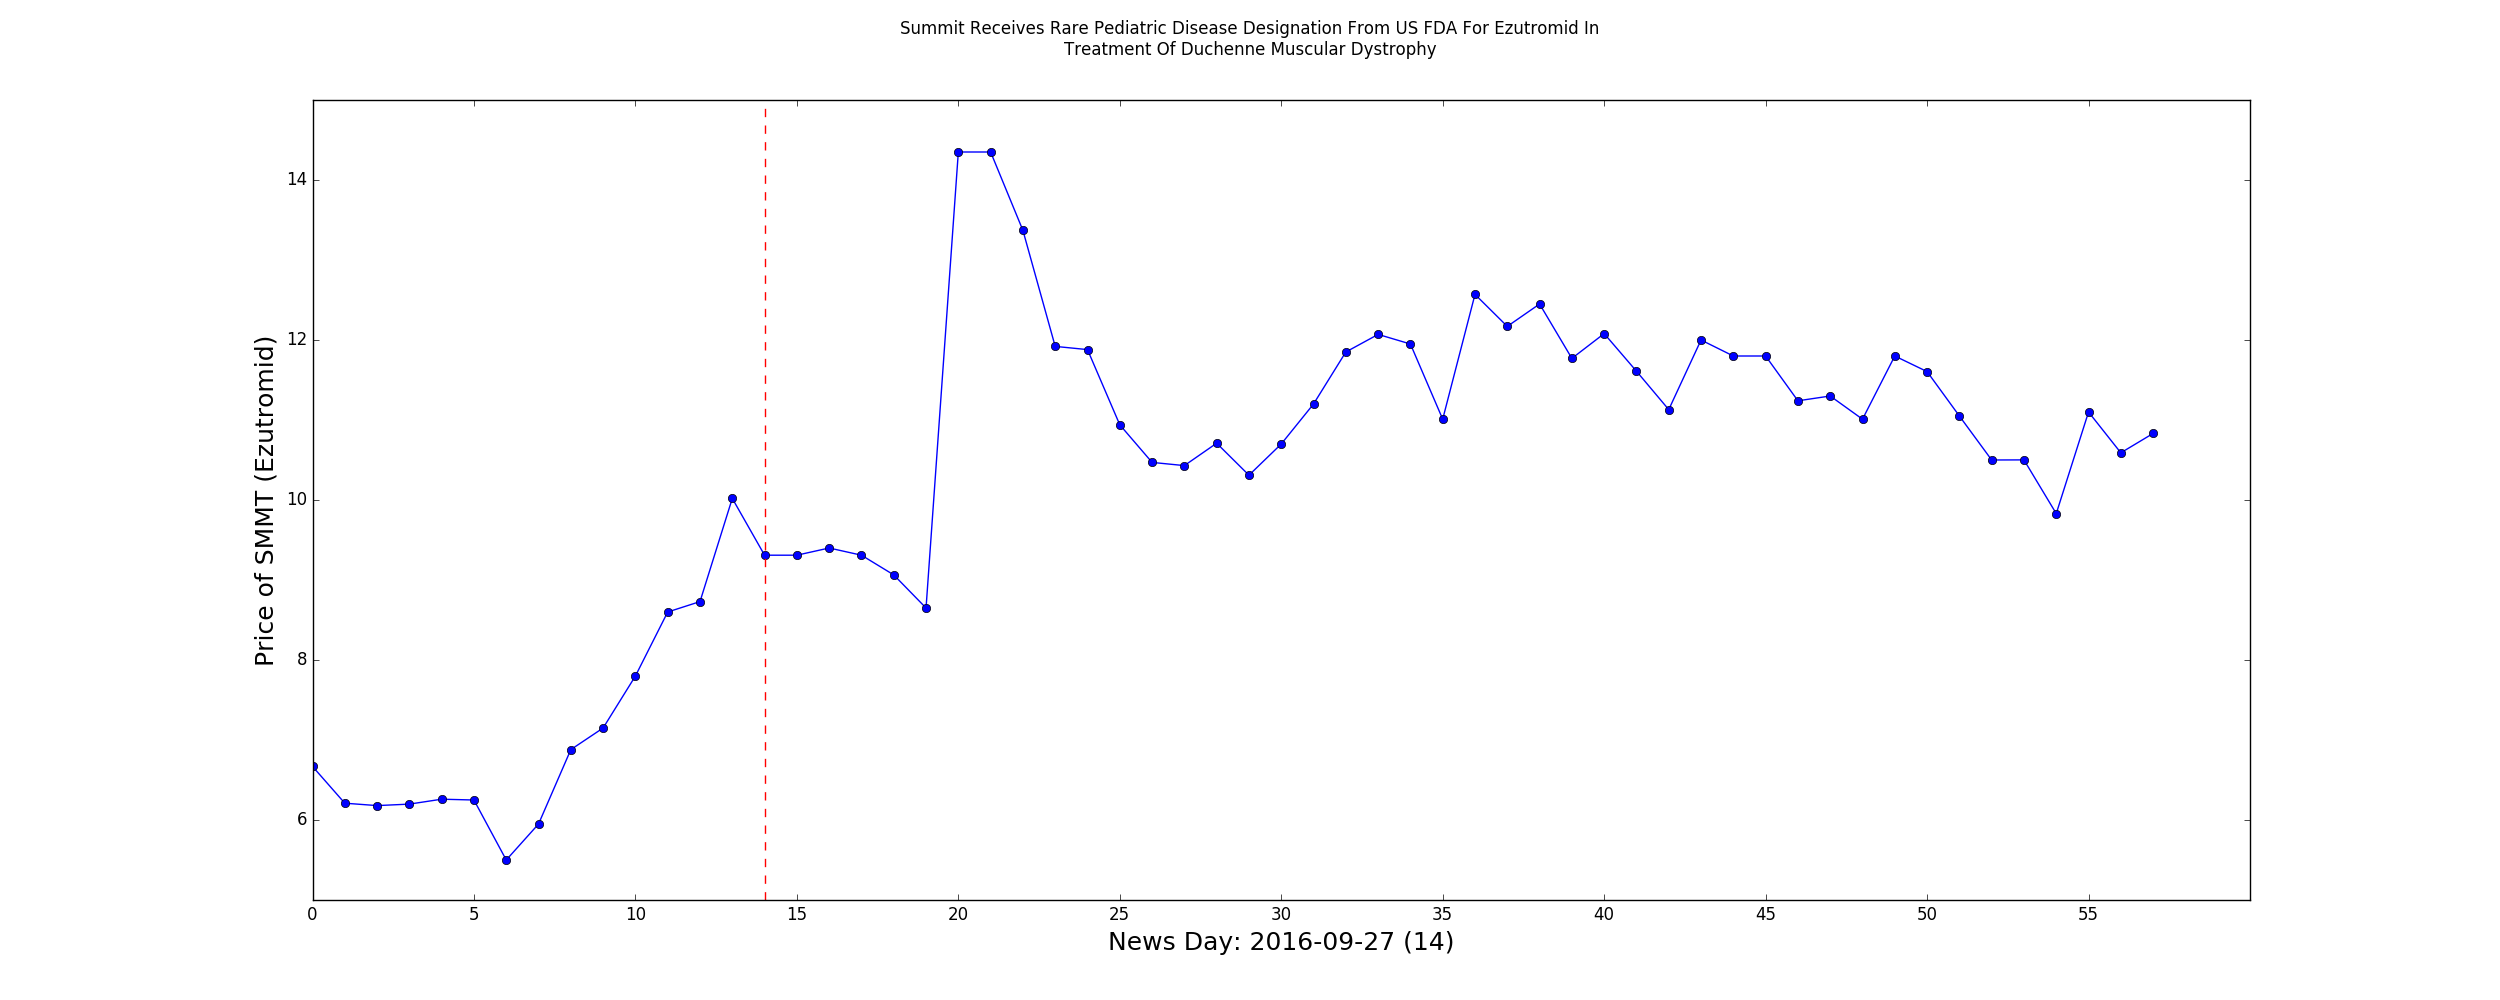 Summit Receives Rare Pediatric Disease Designation From US FDA For Ezutromid In
Treatment Of Duchenne Muscular Dystrophy
Price of SMMT (Ezutromid)
14
12
10
8
6
0 5 10 15 20 25 30 35 40 45 50 55
News Day: 2016-09-27 (14)